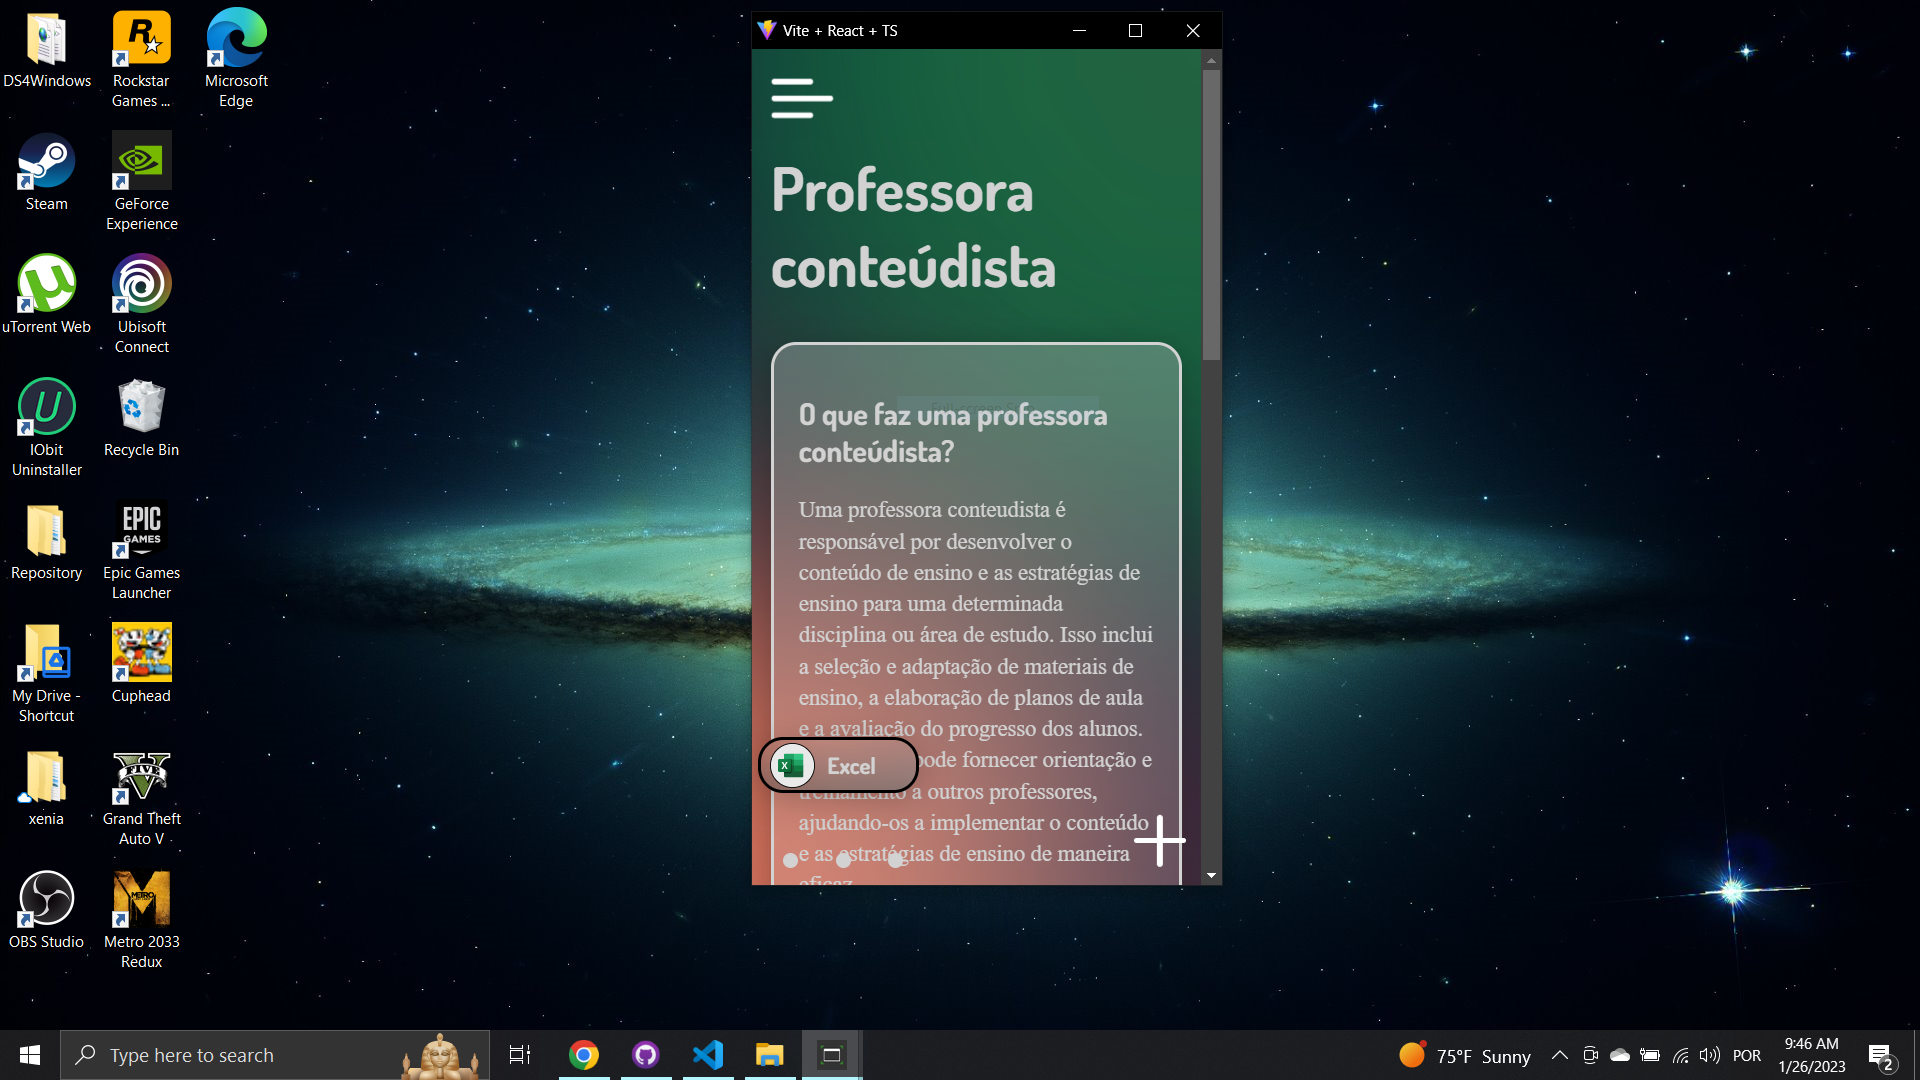 DS4Windows
Rockstar
Games ...
Microsoft
Edge
Steam
GeForce
Experience
uTorrent Web
Ubisoft
Connect
IObit
Uninstaller
Recycle Bin
Repository
EPIC
GAMES
Epic Games
Launcher
My Drive -
Shortcut
Cuphead
xenia
FIVE
Grand Theft
Auto V
OBS Studio
METRO
Metro 2033
Redux
Vite + React + TS
Professora
conteúdista
O que faz uma professora
conteúdista?
Uma professora conteudista é
responsável por desenvolver o
conteúdo de ensino e as estratégias de
ensino para uma determinada
disciplina ou área de estudo. Isso inclui
a seleção e adaptação de materiais de
ensino, a elaboração de planos de aula
e a avaliação do progresso dos alunos.
pode fornecer orientação e
treinamento a outros professores,
ajudando-os a implementar o conteúdo
e as estratégias de ensino de maneira
eficaz
Excel
Type here to search
75°F Sunny
POR
9:46 AM
1/26/2023
2